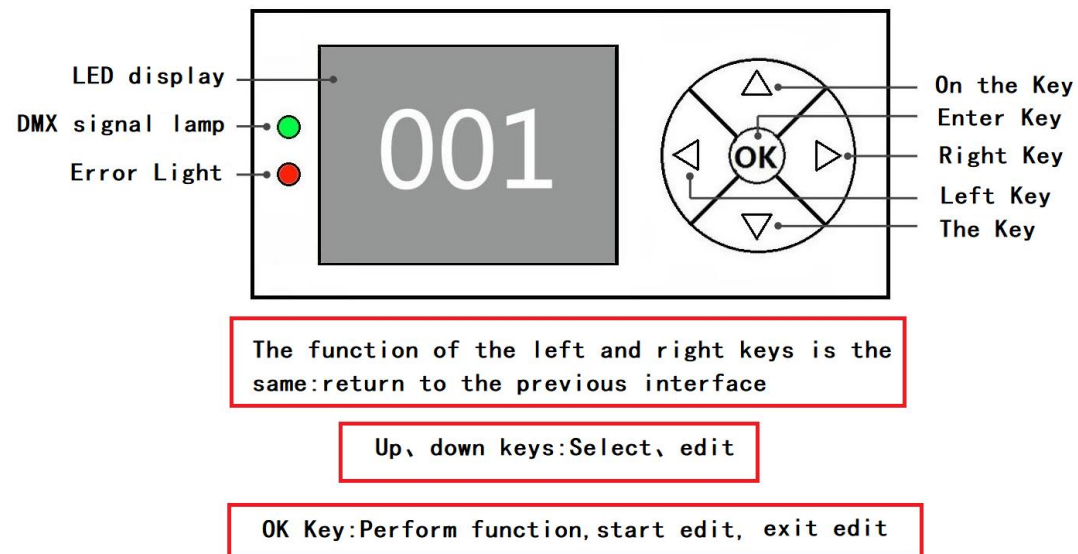 LED display
DMX signal lamp
Error Light
001
OK
On the Key
Enter Key
Right Key
Left Key
The Key
The function of the left and right keys is the
same:return to the previous interface
Up、down keys:Select、edit
OK Key:Perform function,start edit, exit edit